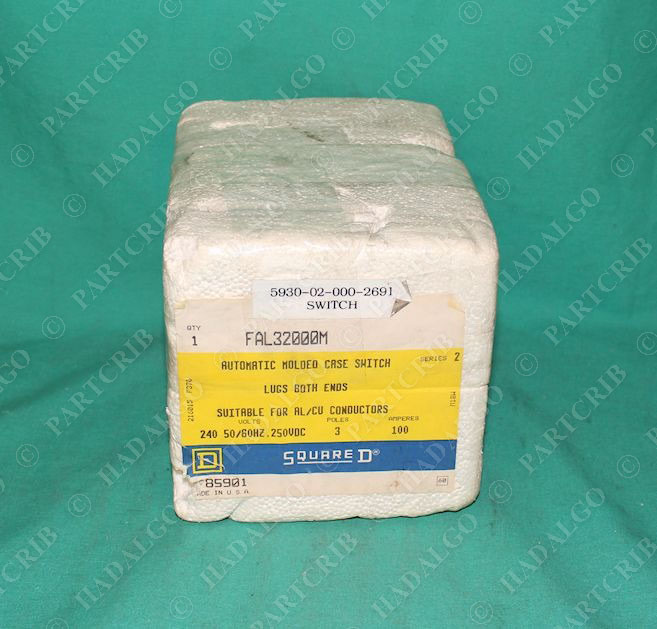 5930-02-000-2691
SWITCH
QTY
1
FAL32000M
AUTOMATIC MOLDED CASE SWITCH
SERIES 2
LUGS BOTH ENDS
SUITABLE FOR AL/CU CONDUCTORS
VOLTS POLES AMPERES
240 50/60HZ.250VDC 3 100
D
SQUARE D®
85901
MADE IN U.S.A
60
© PARTCRIB
HADALGO